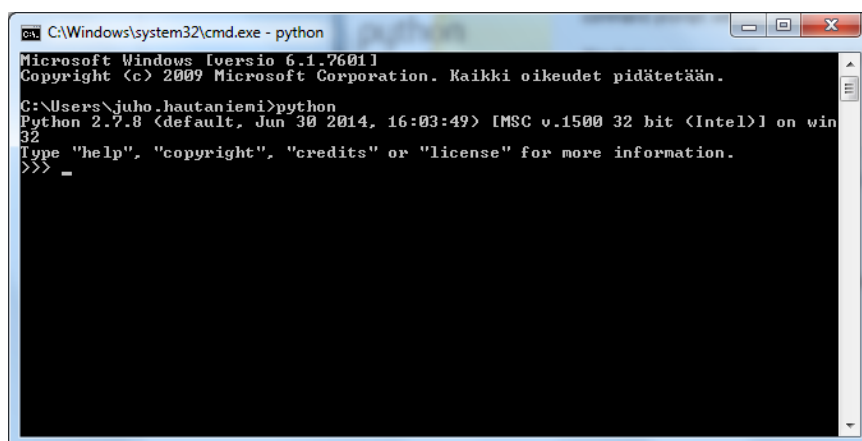 C:\Windows\system32\cmd.exe - python
Microsoft Windows [versio 6.1.7601]
Copyright (c) 2009 Microsoft Corporation. Kaikki oikeudet pidätetään.
C:\Users\juho.hautaniemi>python
Python 2.7.8 (default, Jun 30 2014, 16:03:49) [MSC v.1500 32 bit (Intel)] on win
32
Type "help", "copyright", "credits" or "license" for more information.
>>> _